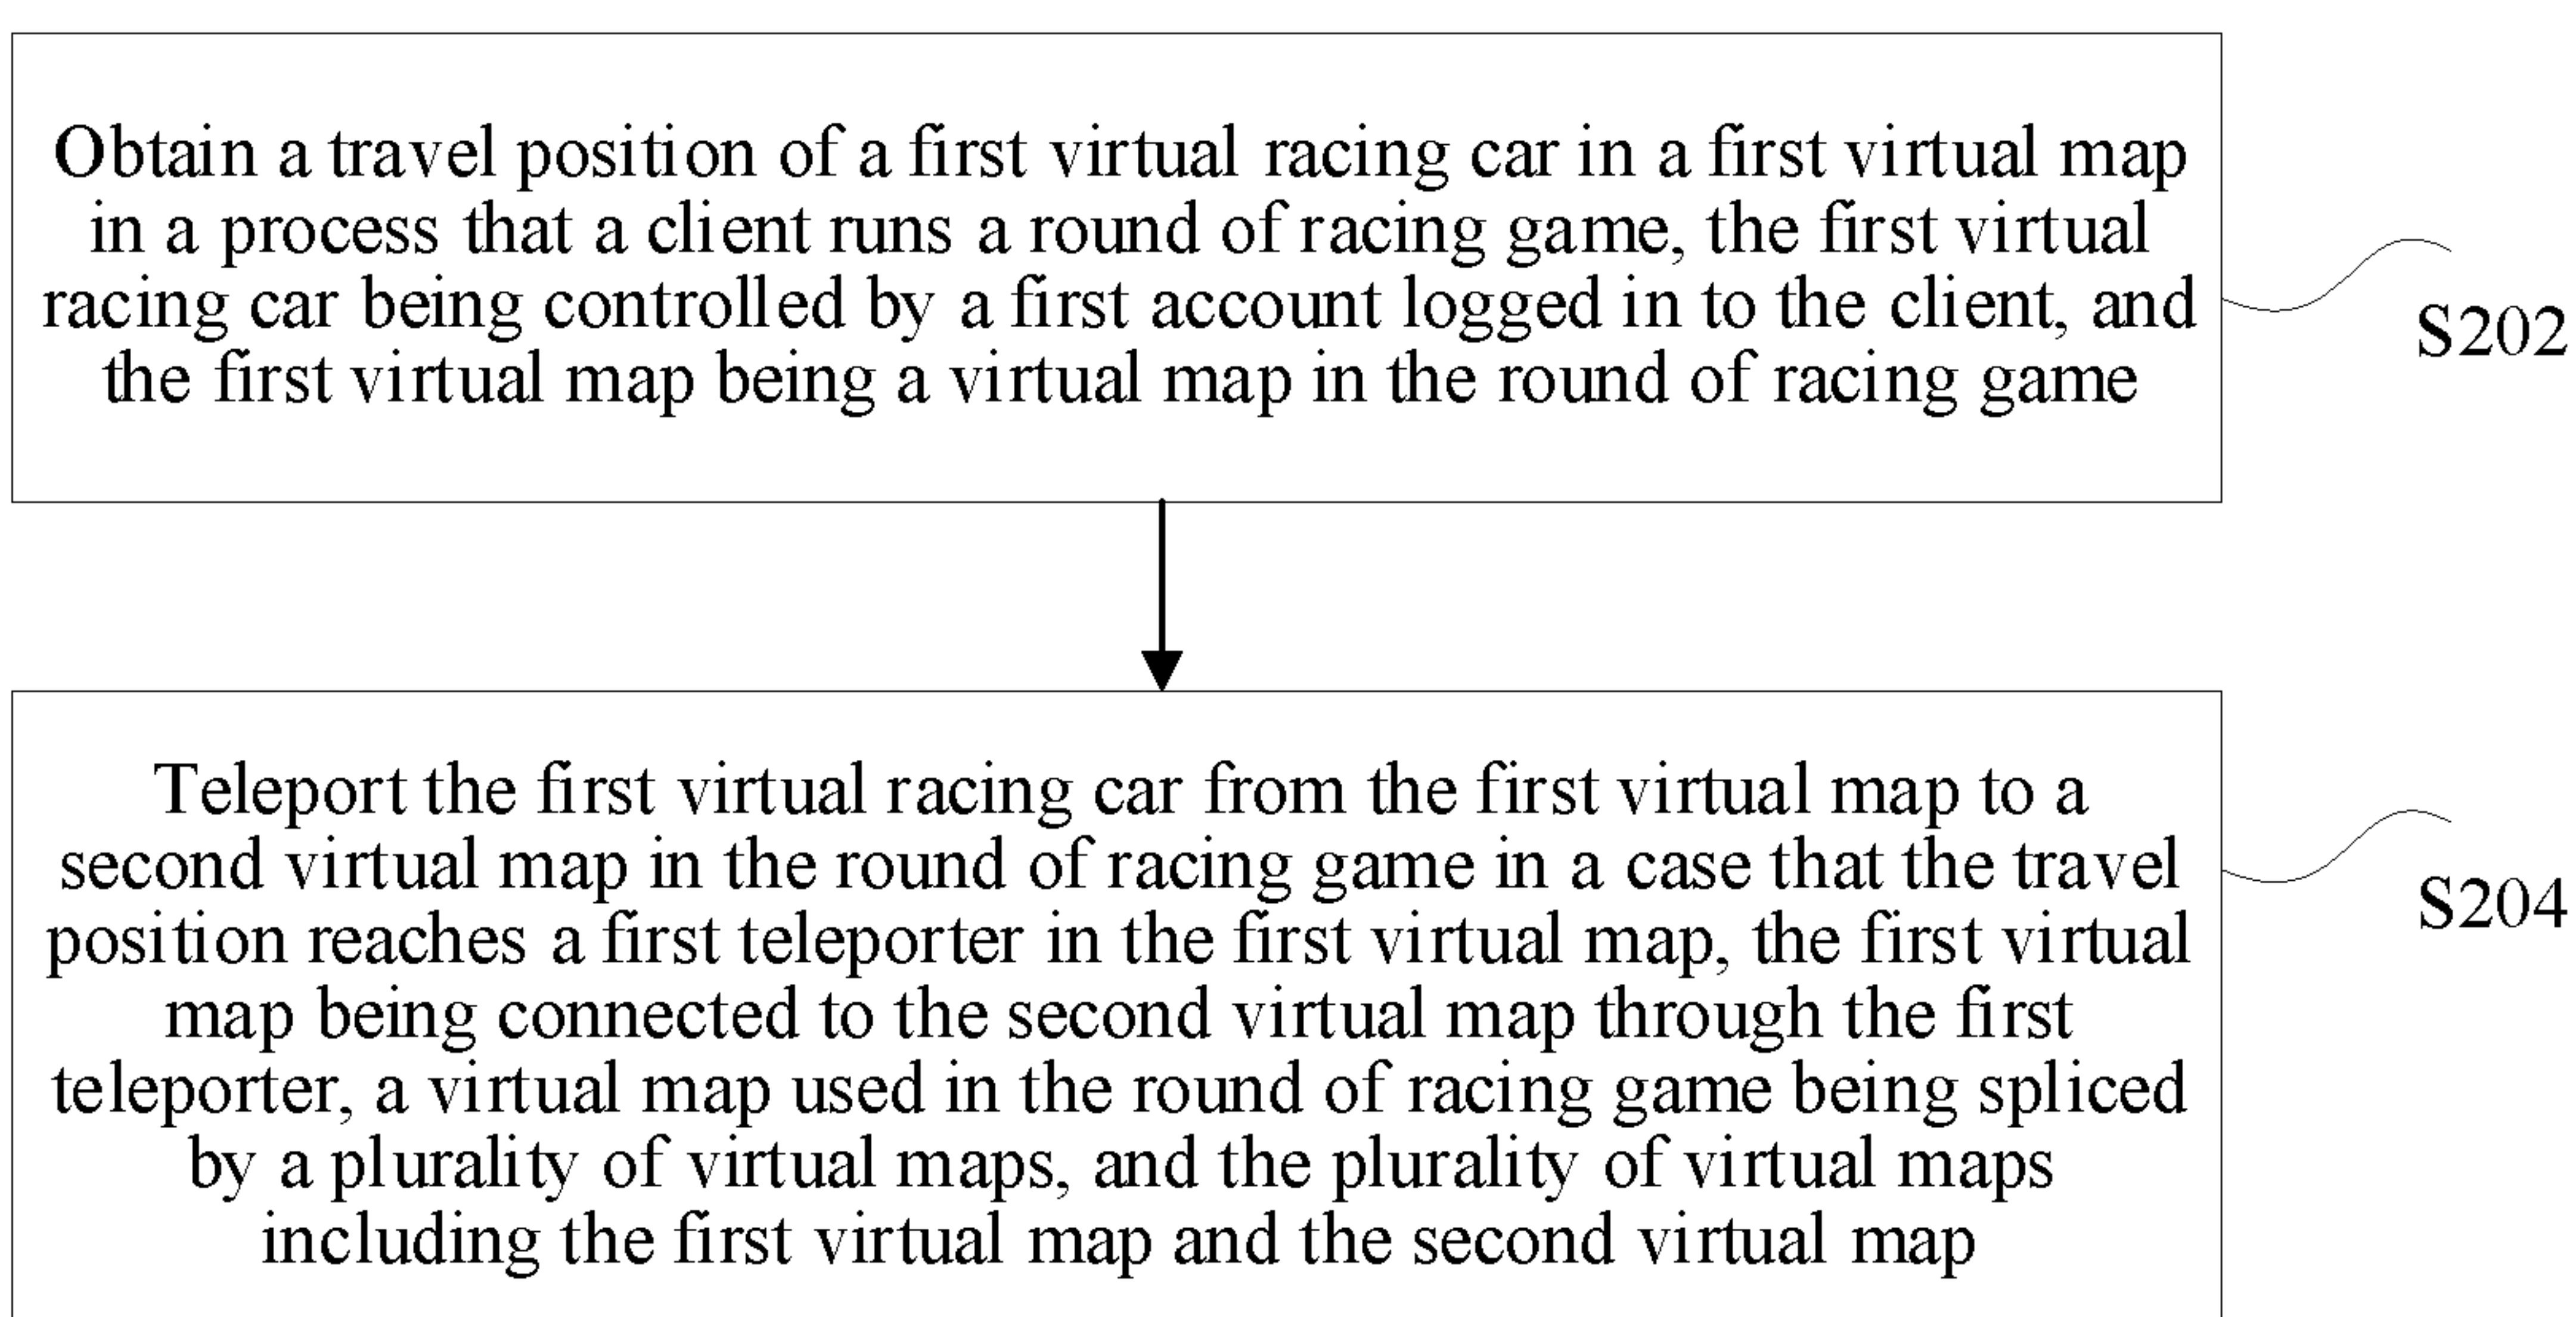 Obtain a travel position of a first virtual racing car in a first virtual map
in a process that a client runs a round of racing game, the first virtual
racing car being controlled by a first account logged in to the client, and
the first virtual map being a virtual map in the round of racing game
S202
Teleport the first virtual racing car from the first virtual map to a
second virtual map in the round of racing game in a case that the travel
position reaches a first teleporter in the first virtual map, the first virtual
map being connected to the second virtual map through the first
teleporter, a virtual map used in the round of racing game being spliced
by a plurality of virtual maps, and the plurality of virtual maps
including the first virtual map and the second virtual map
S204